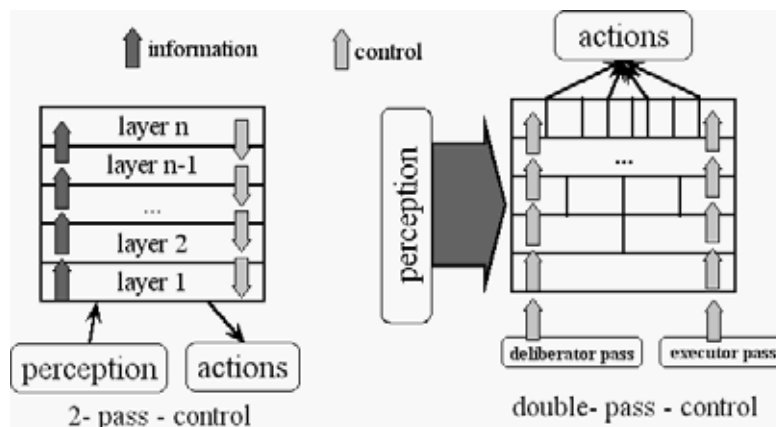 information
control
actions
layer n
layer n-1
...
layer 2
layer 1
perception
actions
2- pass - control
perception
...
deliberator pass
executor pass
double- pass - control